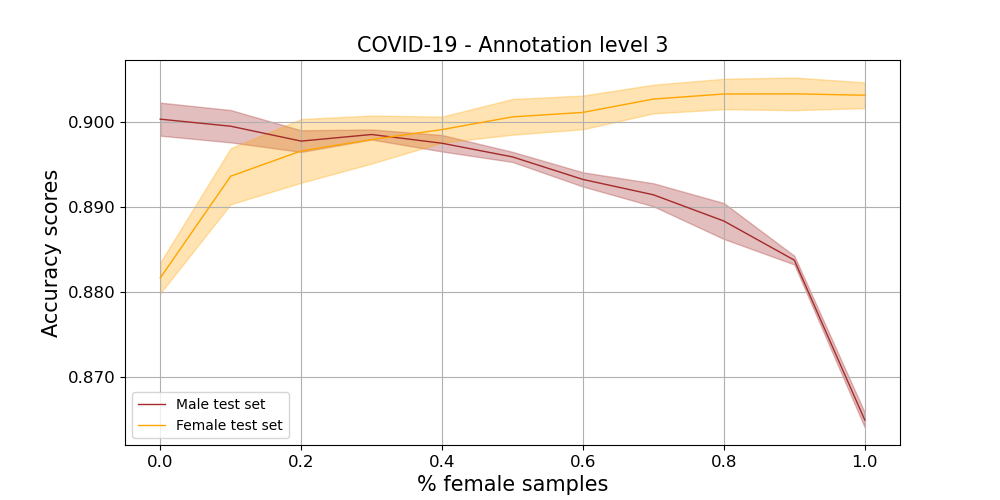 COVID-19 - Annotation level 3
Accuracy scores
0.900
0.890
0.880
0.870
Male test set
Female test set
0.0 0.2 0.4 0.6 0.8 1.0
% female samples